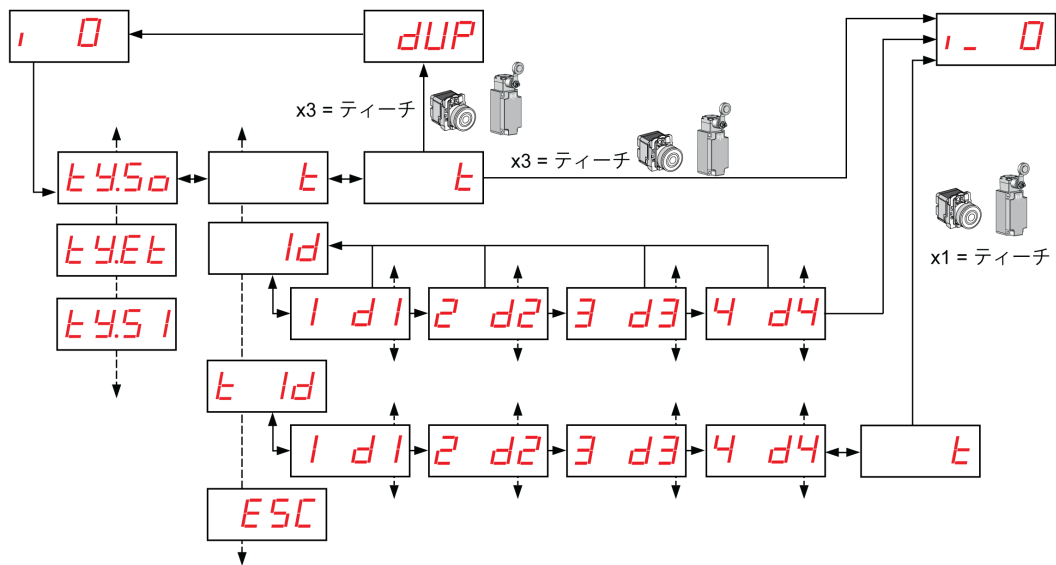 ı 0
dUP
ı_ 0
x3 = ティーチ
x3 = ティーチ
tY.So
t
t
tY.Et
Id
x1 = ティーチ
tY.S1
1 d1
2 d2
3 d3
4 d4
t Id
1 d1
2 d2
3 d3
4 d4
t
ESC